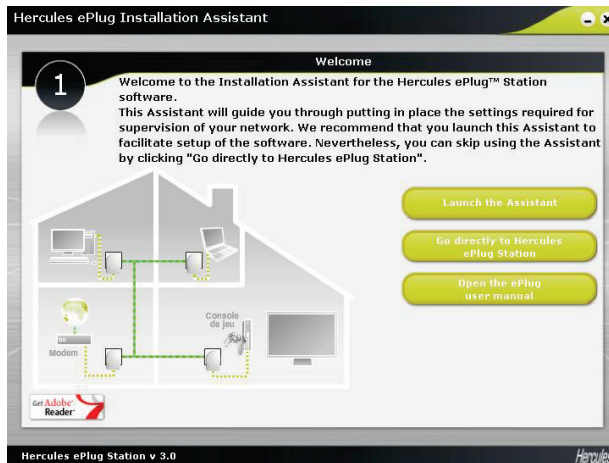 Hercules ePlug Installation Assistant
Welcome
1
Welcome to the Installation Assistant for the Hercules ePlug™ Station
software.
This Assistant will guide you through putting in place the settings required for
supervision of your network. We recommend that you launch this Assistant to
facilitate setup of the software. Nevertheless, you can skip using the Assistant
by clicking "Go directly to Hercules ePlug Station".
Launch the Assistant
Go directly to Hercules
ePlug Station
Open the ePlug
user manual
Console
de jeu
Modem
Get Adobe®
Reader®
Hercules ePlug Station v 3.0
Hercules